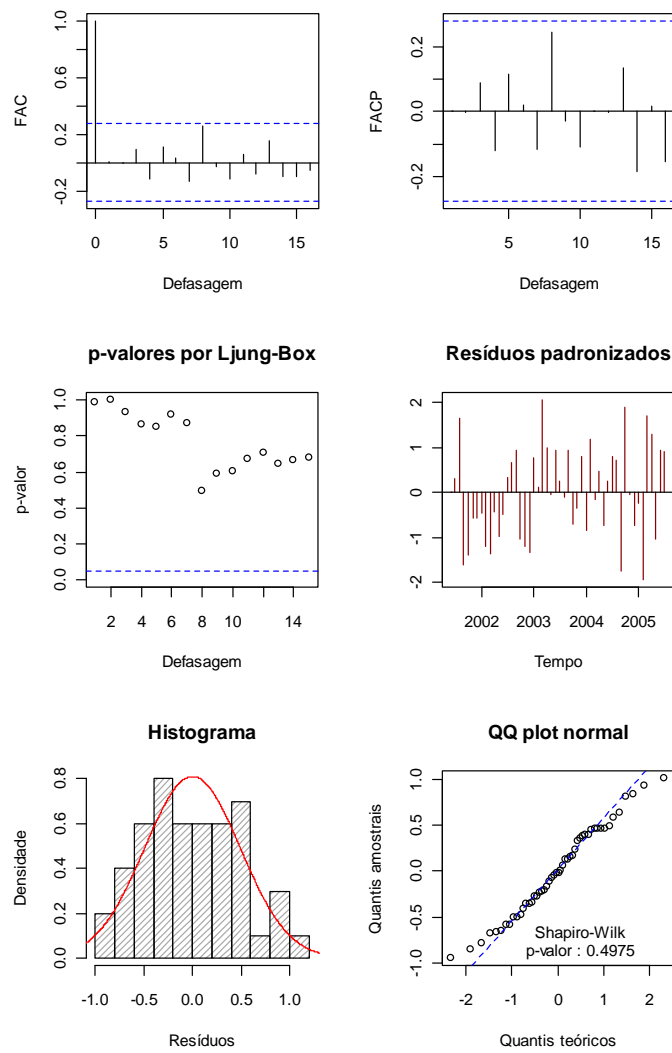 FAC
-0.2 0.2 0.6 1.0
0 5 10 15
Defasagem
FACP
-0.2 0.0 0.2
5 10 15
Defasagem
p-valores por Ljung-Box
p-valor
0.0 0.2 0.4 0.6 0.8 1.0
2 4 6 8 10 14
Defasagem
Resíduos padronizados
-2 -1 0 1 2
2002 2003 2004 2005
Tempo
Histograma
Densidade
0.0 0.2 0.4 0.6 0.8
-1.0 -0.5 0.0 0.5 1.0
Resíduos
QQ plot normal
Quantis amostrais
-1.0 -0.5 0.0 0.5 1.0
Shapiro-Wilk
p-valor : 0.4975
-2 -1 0 1 2
Quantis teóricos